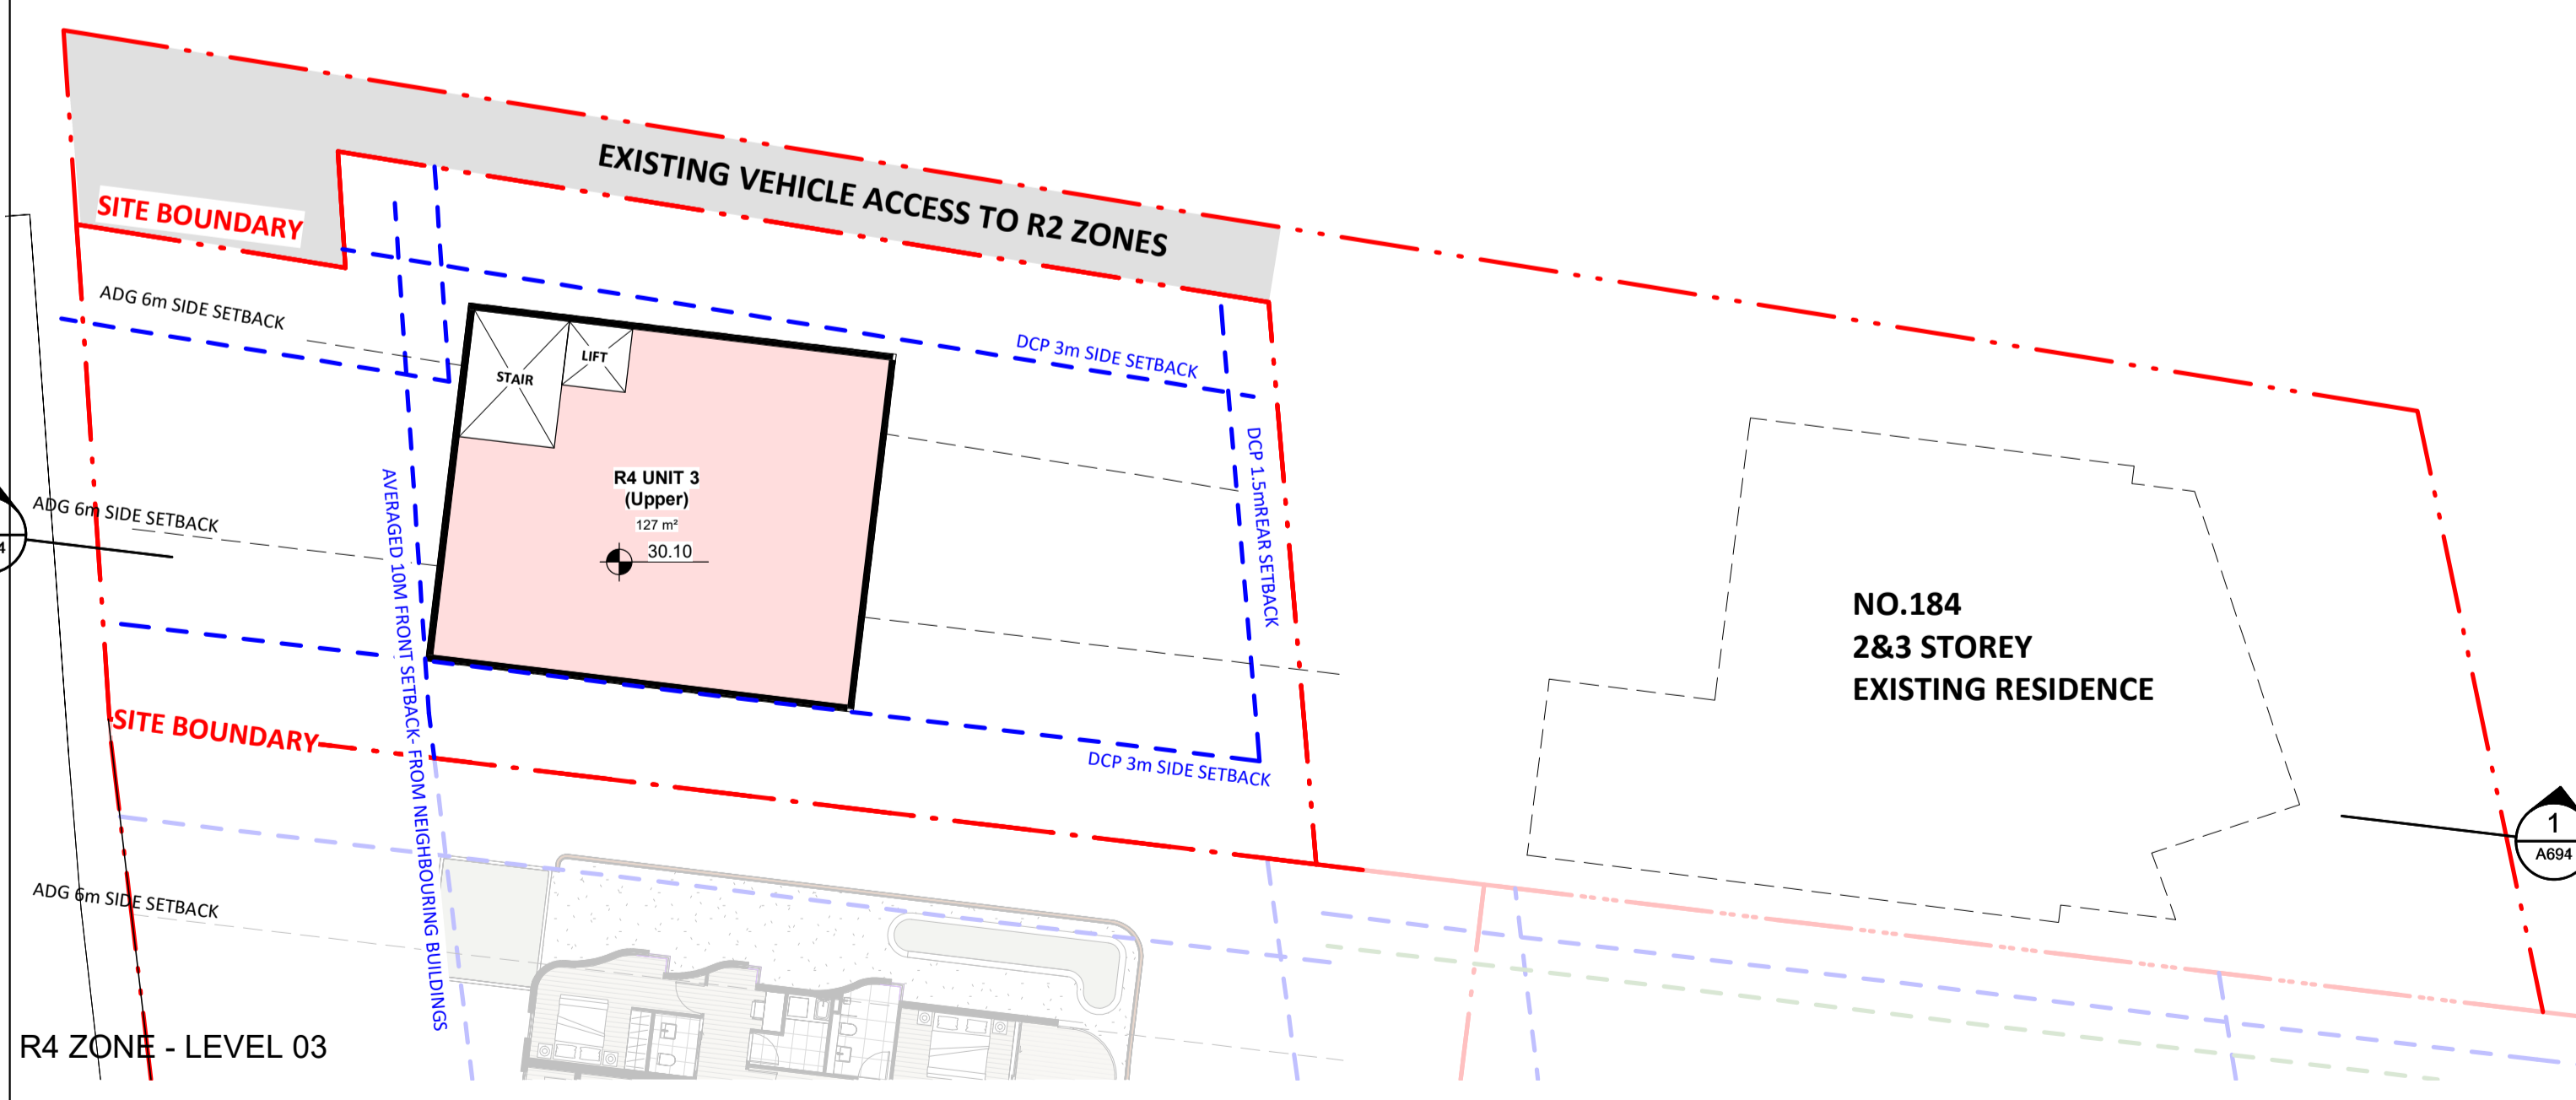 EXISTING VEHICLE ACCESS TO R2 ZONES
SITE BOUNDARY
ADG 6m SIDE SETBACK
DCP 3m SIDE SETBACK
LIFT
STAIR
R4 UNIT 3
(Upper)
127 m²
30.10
ADG 6m SIDE SETBACK
4
AVERAGED 10M FRONT SETBACK- FROM NEIGHBOURING BUILDINGS
DCP 1.5mREAR SETBACK
NO.184
2&3 STOREY
EXISTING RESIDENCE
SITE BOUNDARY
DCP 3m SIDE SETBACK
1
A694
ADG 6m SIDE SETBACK
R4 ZONE - LEVEL 03